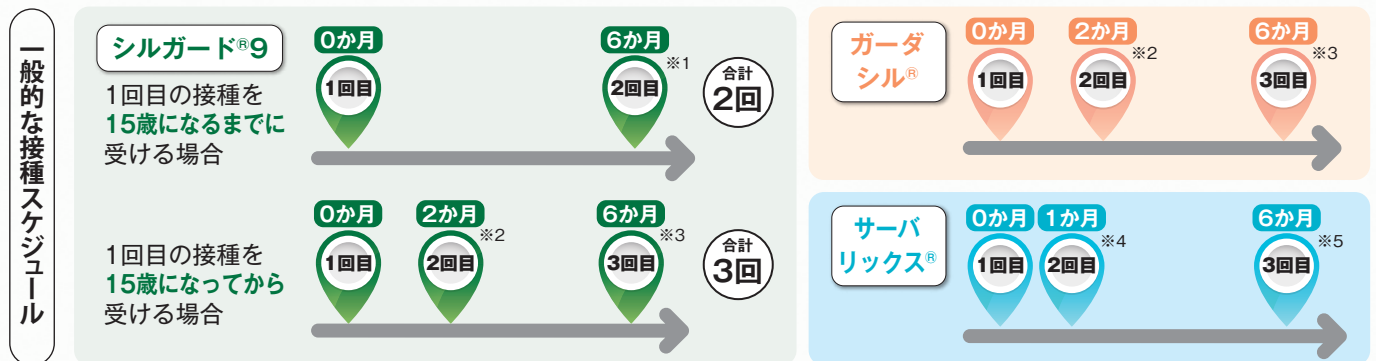 一般的な接種スケジュール
シルガード®9
1回目の接種を
15歳になるまでに
受ける場合
0か月
1回目
6か月
2回目
※1
合計
2回
1回目の接種を
15歳になってから
受ける場合
0か月
1回目
2か月
2回目
※2
6か月
3回目
※3
合計
3回
ガーダ
シル®
0か月
1回目
2か月
2回目
※2
6か月
3回目
※3
サーバ
リックス®
0か月
1回目
1か月
2回目
※4
6か月
3回目
※5